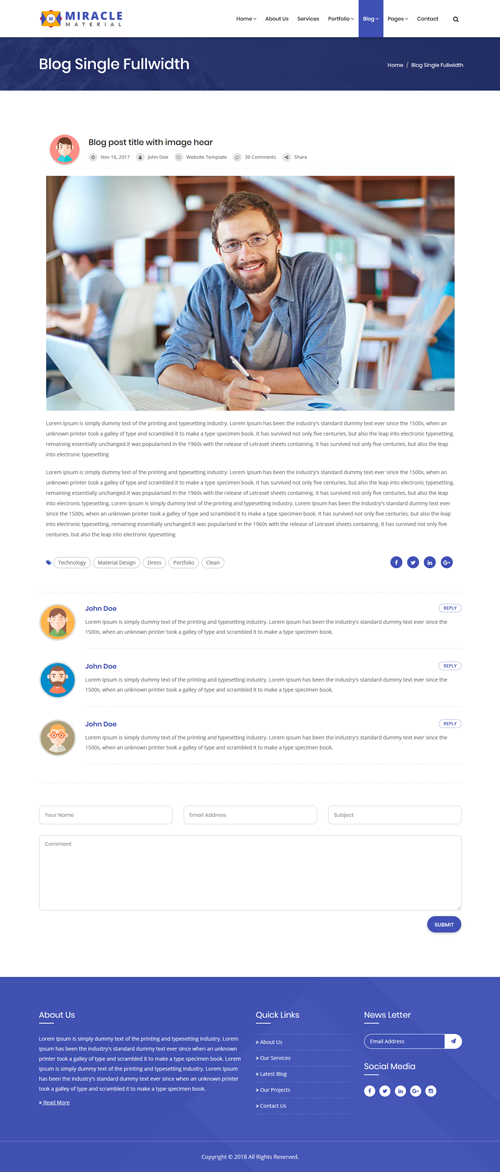 MIRACLE
MATERIAL
Home About Us Services Portfolio Blog Pages Contact
Blog Single Fullwidth
Home / Blog Single Fullwidth
Blog post title with image hear
Nov 16, 2017 John Doe Website Template 39 Comments Share
Lorem Ipsum is simply dummy text of the printing and typesetting industry. Lorem Ipsum has been the industry's standard dummy text ever since the 1500s, when an
unknown printer took a galley of type and scrambled it to make a type specimen book. It has survived not only five centuries, but also the leap into electronic typesetting,
remaining essentially unchanged.It was popularised in the 1960s with the release of Letraset sheets containing. It has survived not only five centuries, but also the leap
into electronic typesetting
Lorem Ipsum is simply dummy text of the printing and typesetting industry. Lorem Ipsum has been the industry's standard dummy text ever since the 1500s, when an
unknown printer took a galley of type and scrambled it to make a type specimen book. It has survived not only five centuries, but also the leap into electronic typesetting,
remaining essentially unchanged.It was popularised in the 1960s with the release of Letraset sheets containing. It has survived not only five centuries, but also the leap
into electronic typesetting, Lorem Ipsum is simply dummy text of the printing and typesetting industry. Lorem Ipsum has been the industry's standard dummy text ever
since the 1500s, when an unknown printer took a galley of type and scrambled it to make a type specimen book. It has survived not only five centuries, but also the leap
into electronic typesetting, remaining essentially unchanged.It was popularised in the 1960s with the release of Letraset sheets containing. It has survived not only five
centuries, but also the leap into electronic typesetting
Technology Material Design Dress Portfolio Clean
John Doe
REPLY
Lorem Ipsum is simply dummy text of the printing and typesetting industry. Lorem Ipsum has been the industry's standard dummy text ever since the
1500s, when an unknown printer took a galley of type and scrambled it to make a type specimen book.
John Doe
REPLY
Lorem Ipsum is simply dummy text of the printing and typesetting industry. Lorem Ipsum has been the industry's standard dummy text ever since the
1500s, when an unknown printer took a galley of type and scrambled it to make a type specimen book.
John Doe
REPLY
Lorem Ipsum is simply dummy text of the printing and typesetting industry. Lorem Ipsum has been the industry's standard dummy text ever since the
1500s, when an unknown printer took a galley of type and scrambled it to make a type specimen book.
Your Name
Email Address
Subject
Comment
SUBMIT
About Us
Lorem Ipsum is simply dummy text of the printing and typesetting industry. Lorem
Ipsum has been the industry's standard dummy text ever since when an unknown
printer took a galley of type and scrambled it to make a type specimen book. Lorem
Ipsum is simply dummy text of the printing and typesetting industry. Lorem Ipsum
has been the industry's standard dummy text ever since when an unknown printer
took a galley of type and scrambled it to make a type specimen book.
» Read More
Quick Links
» About Us
» Our Services
» Latest Blog
» Our Projects
» Contact Us
News Letter
Email Address
Social Media
Copyright © 2018 All Rights Reserved.